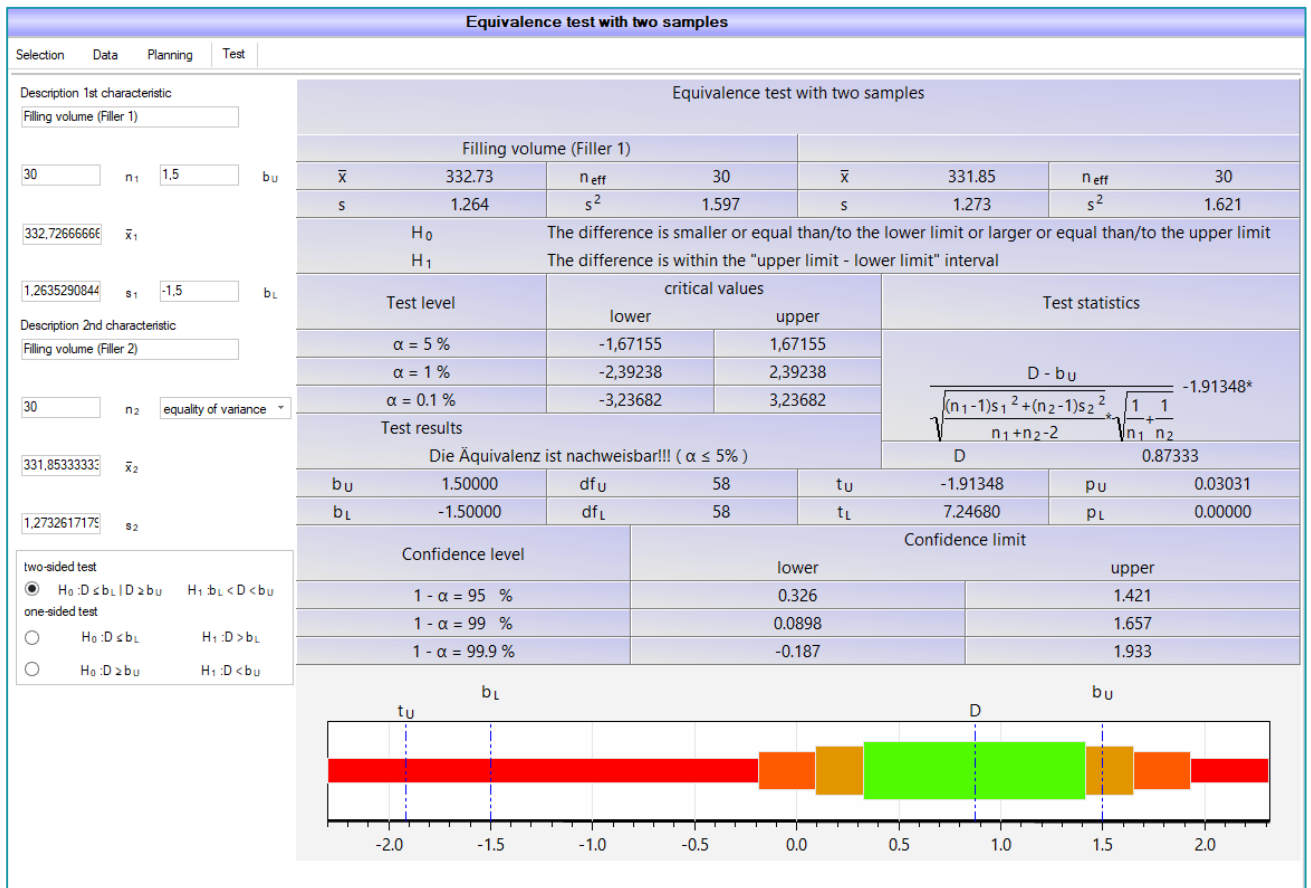 Equivalence test with two samples
Selection Data Planning Test
Description 1st characteristic
Filling volume (Filler 1)
30 n1 1,5 bU
332,72666666 x̅1
1,2635290844 s1 -1,5 bL
Description 2nd characteristic
Filling volume (Filler 2)
30 n2 equality of variance
331,85333333 x̅2
1,2732617179 s2
two-sided test
H0 :D ≤ bL | D ≥ bU H1 :bL < D < bU
one-sided test
H0 :D ≤ bL H1 :D > bL
H0 :D ≥ bU H1 :D < bU
Equivalence test with two samples
Filling volume (Filler 1)
x̅ 332.73 neff 30 x̅ 331.85 neff 30
s 1.264 s² 1.597 s 1.273 s² 1.621
H0 The difference is smaller or equal than/to the lower limit or larger or equal than/to the upper limit
H1 The difference is within the "upper limit - lower limit" interval
Test level critical values Test statistics
lower upper
α = 5 % -1,67155 1,67155
α = 1 % -2,39238 2,39238
α = 0.1 % -3,23682 3,23682
D - bU
-1.91348*
√(n1-1)s1²+(n2-1)s2² * √1 + 1
n1+n2-2 n1 n2
Test results
Die Äquivalenz ist nachweisbar!!! ( α ≤ 5% ) D 0.87333
bU 1.50000 dfU 58 tU -1.91348 pU 0.03031
bL -1.50000 dfL 58 tL 7.24680 pL 0.00000
Confidence level Confidence limit
lower upper
1 - α = 95 % 0.326 1.421
1 - α = 99 % 0.0898 1.657
1 - α = 99.9 % -0.187 1.933
bL bU
tU D
-2.0 -1.5 -1.0 -0.5 0.0 0.5 1.0 1.5 2.0